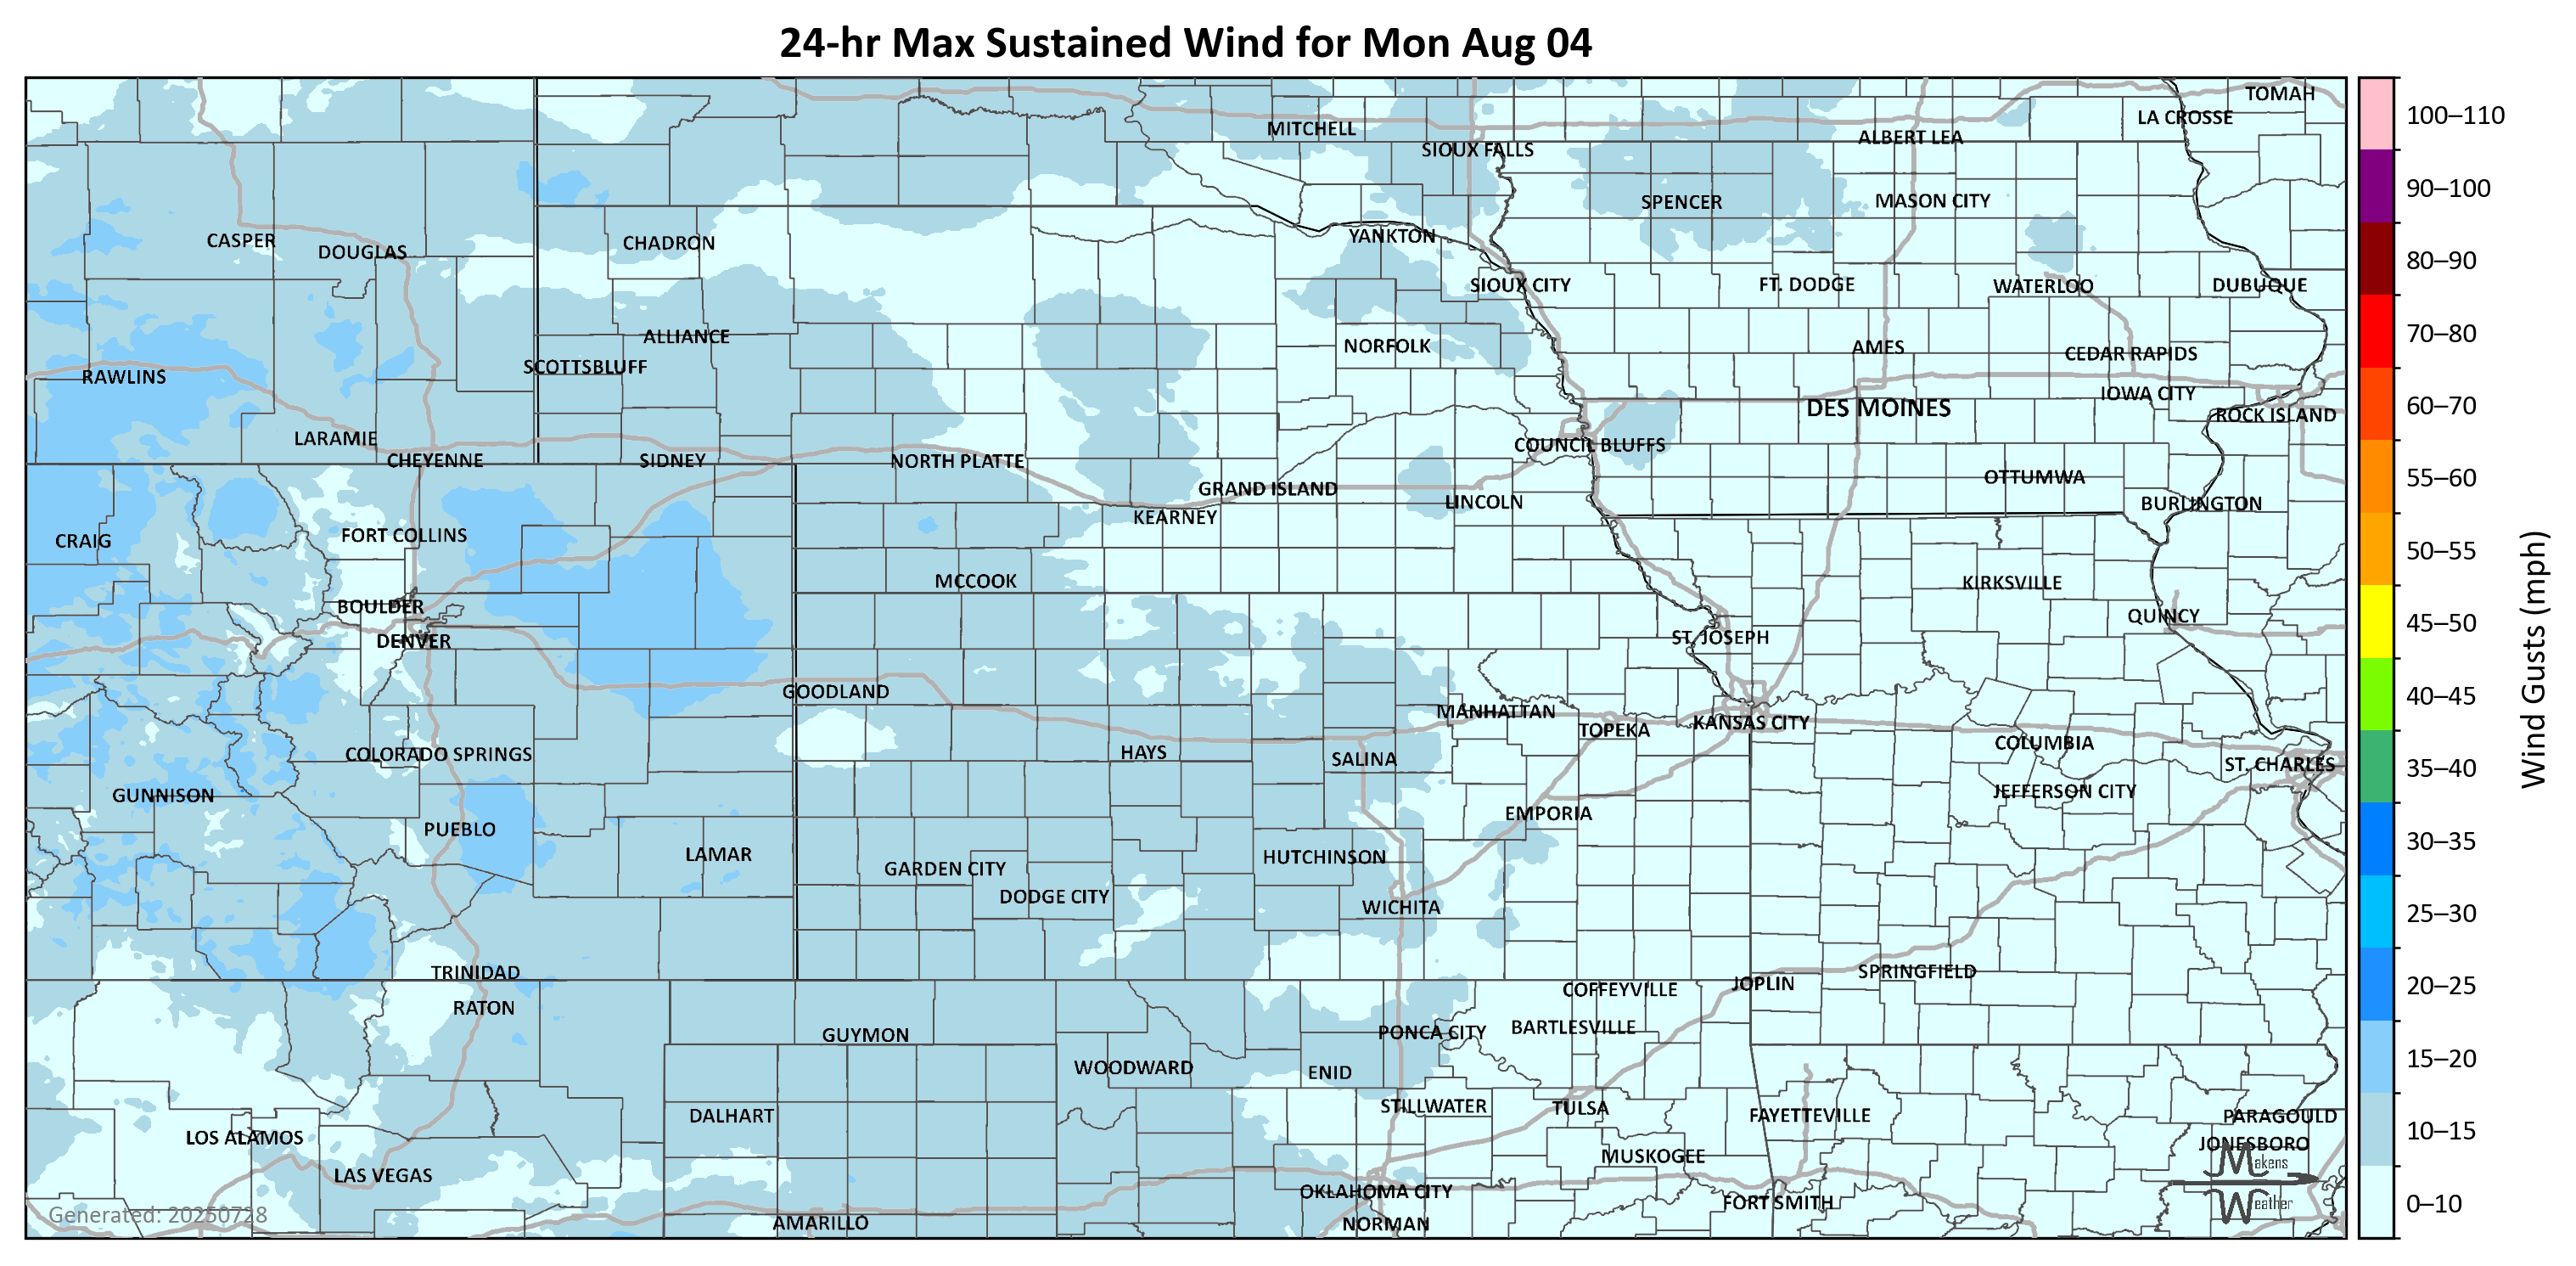 24-hr Max Sustained Wind for Mon Aug 04
TOMAH
LA CROSSE
MITCHELL
ALBERT LEA
SIOUX FALLS
SPENCER
MASON CITY
CASPER
DOUGLAS
CHADRON
YANKTON
SIOUX CITY
FT. DODGE
WATERLOO
DUBUQUE
ALLIANCE
NORFOLK
AMES
CEDAR RAPIDS
SCOTTSBLUFF
RAWLINS
IOWA CITY
DES MOINES
ROCK ISLAND
LARAMIE
COUNCIL BLUFFS
CHEYENNE
SIDNEY
NORTH PLATTE
OTTUMWA
GRAND ISLAND
LINCOLN
BURLINGTON
KEARNEY
FORT COLLINS
CRAIG
MCCOOK
KIRKSVILLE
BOULDER
QUINCY
DENVER
ST. JOSEPH
GOODLAND
MANHATTAN
TOPEKA
KANSAS CITY
COLUMBIA
COLORADO SPRINGS
HAYS
SALINA
ST. CHARLES
JEFFERSON CITY
GUNNISON
EMPORIA
PUEBLO
LAMAR
HUTCHINSON
GARDEN CITY
DODGE CITY
WICHITA
TRINIDAD
SPRINGFIELD
JOPLIN
COFFEYVILLE
RATON
GUYMON
PONCA CITY
BARTLESVILLE
WOODWARD
ENID
STILLWATER
TULSA
DALHART
FAYETTEVILLE
PARAGOULD
LOS ALAMOS
JONESBORO
MUSKOGEE
LAS VEGAS
OKLAHOMA CITY
FORT SMITH
AMARILLO
NORMAN
Generated: 20250728
Makens
Weather
100–110
90–100
80–90
70–80
60–70
55–60
50–55
45–50
40–45
35–40
30–35
25–30
20–25
15–20
10–15
0–10
Wind Gusts (mph)